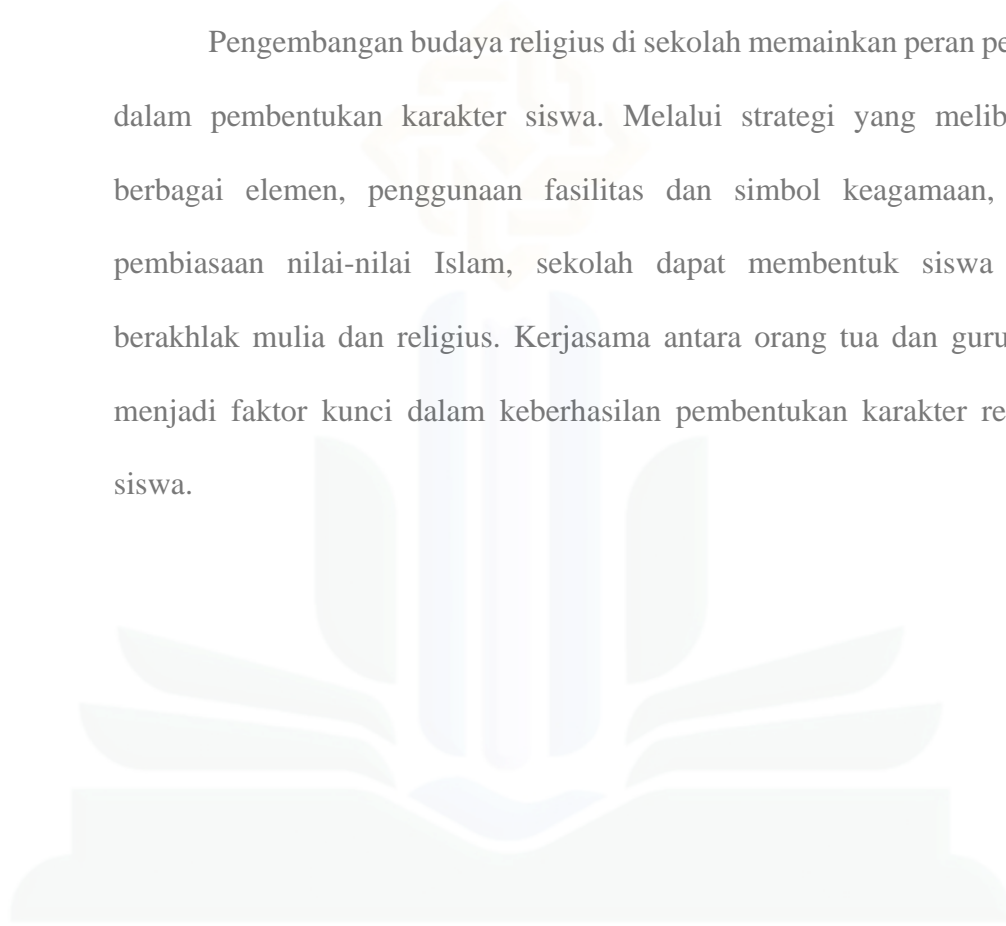 Pengembangan budaya religius di sekolah memainkan peran pe
dalam pembentukan karakter siswa. Melalui strategi yang melib
berbagai elemen, penggunaan fasilitas dan simbol keagamaan,
pembiasaan nilai-nilai Islam, sekolah dapat membentuk siswa
berakhlak mulia dan religius. Kerjasama antara orang tua dan guru
menjadi faktor kunci dalam keberhasilan pembentukan karakter re
siswa.